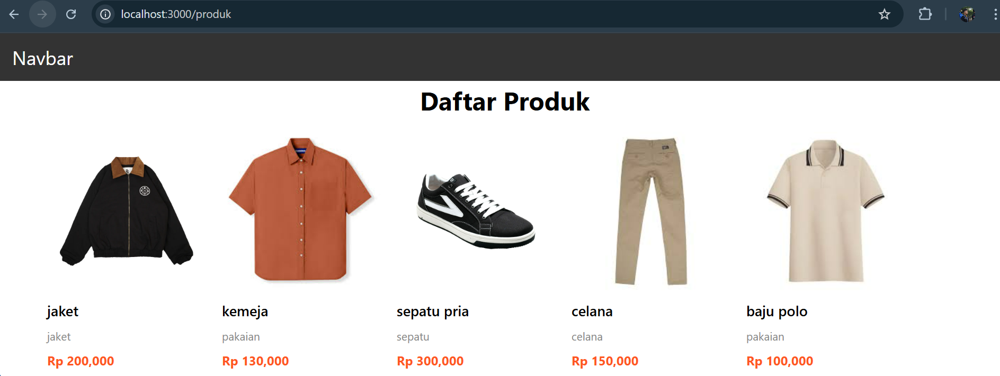 localhost:3000/produk
Navbar
Daftar Produk
jaket
jaket
Rp 200,000
kemeja
pakaian
Rp 130,000
sepatu pria
sepatu
Rp 300,000
celana
celana
Rp 150,000
baju polo
pakaian
Rp 100,000